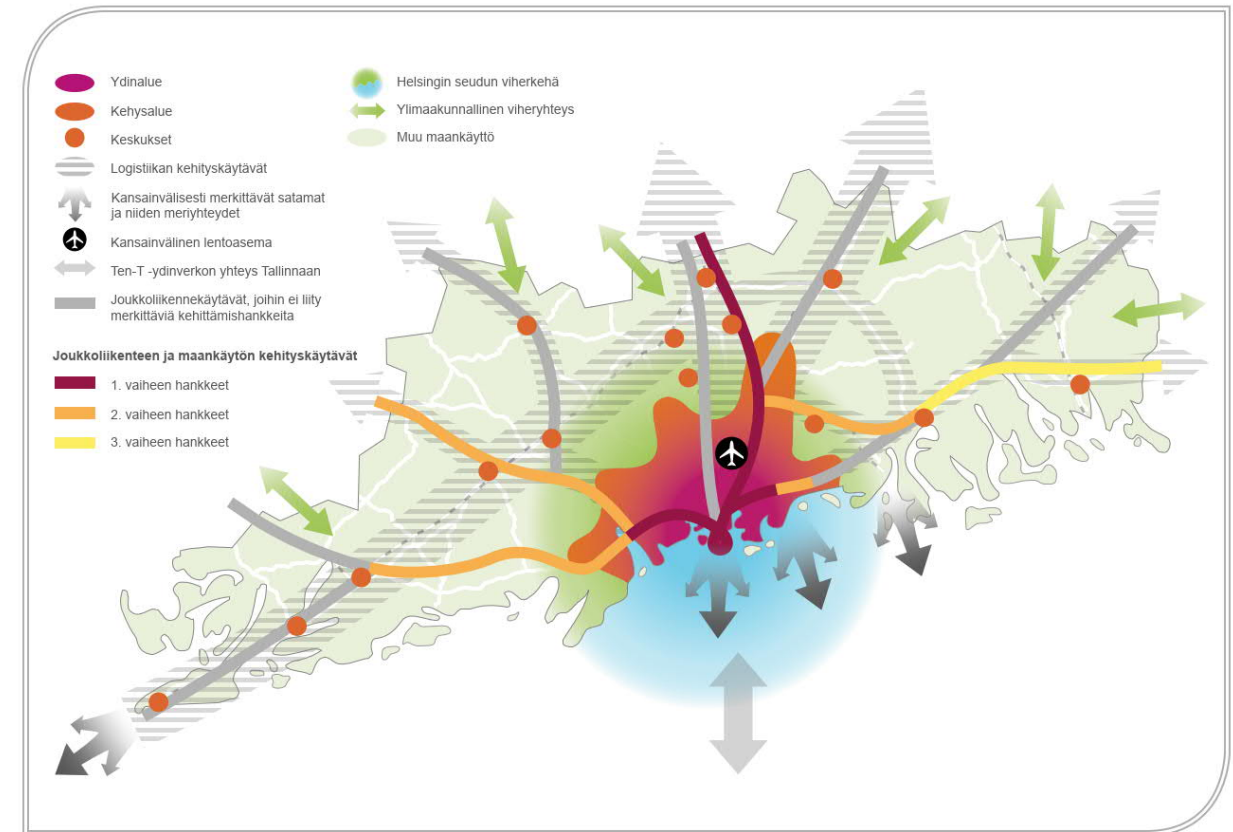 Ydinalue
Kehysalue
Keskukset
Logistiikan kehityskäytävät
Kansainvälisesti merkittävät satamat
ja niiden meriyhteydet
Kansainvälinen lentoasema
Ten-T -ydinverkon yhteys Tallinnaan
Joukkoliikennekäytävät, joihin ei liity
merkittäviä kehittämishankkeita
Joukkoliikenteen ja maankäytön kehityskäytävät
1. vaiheen hankkeet
2. vaiheen hankkeet
3. vaiheen hankkeet
Helsingin seudun viherkehä
Ylimaakunnallinen viheryhteys
Muu maankäyttö